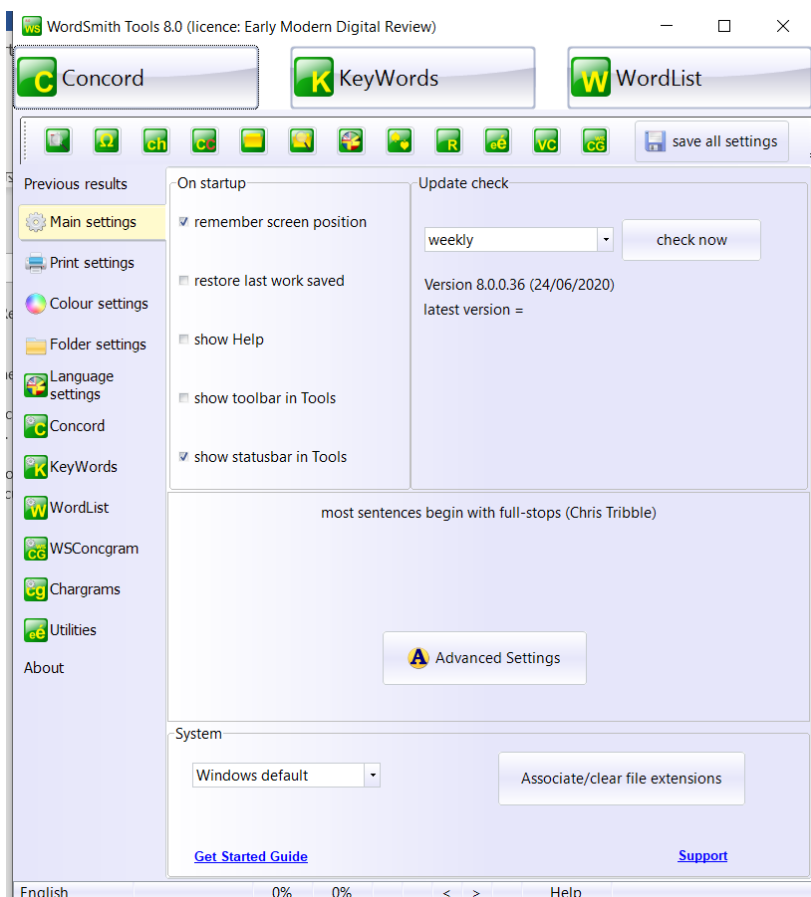 WordSmith Tools 8.0 (licence: Early Modern Digital Review)
Concord
KeyWords
WordList
save all settings
Previous results
Main settings
Print settings
Colour settings
Folder settings
Language
settings
Concord
KeyWords
WordList
WSConcgram
Chargrams
Utilities
About
On startup
remember screen position
restore last work saved
show Help
show toolbar in Tools
show statusbar in Tools
Update check
weekly
check now
Version 8.0.0.36 (24/06/2020)
latest version =
most sentences begin with full-stops (Chris Tribble)
Advanced Settings
System
Windows default
Associate/clear file extensions
Get Started Guide
Support
English 0% 0% < > Help